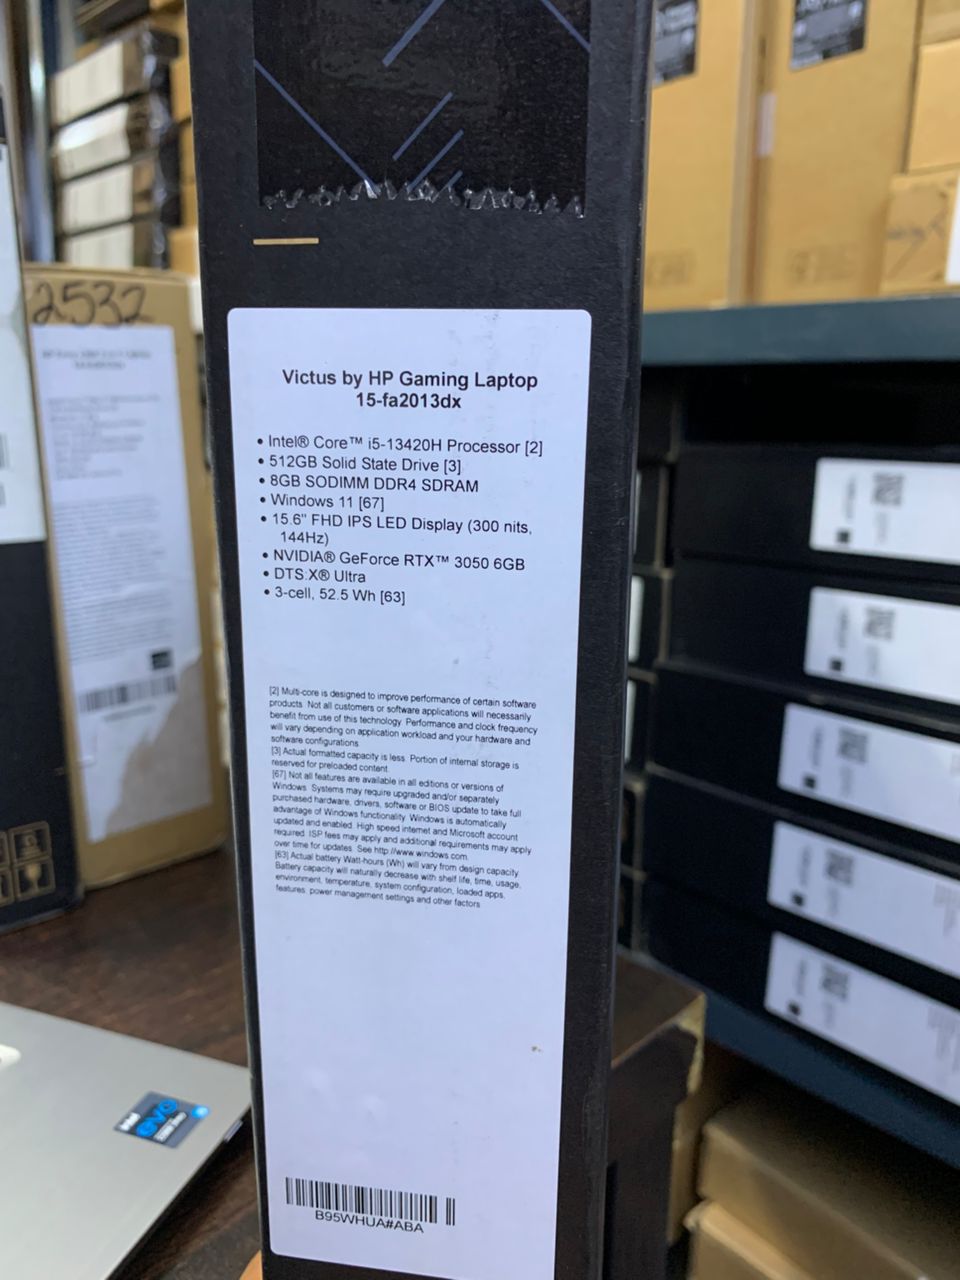 2532
Victus by HP Gaming Laptop
15-fa2013dx
• Intel® Core™ i5-13420H Processor [2]
• 512GB Solid State Drive [3]
• 8GB SODIMM DDR4 SDRAM
• Windows 11 [67]
• 15.6" FHD IPS LED Display (300 nits,
144Hz)
• NVIDIA® GeForce RTX™ 3050 6GB
• DTS:X® Ultra
• 3-cell, 52.5 Wh [63]
[2] Multi-core is designed to improve performance of certain software
products. Not all customers or software applications will necessarily
benefit from use of this technology. Performance and clock frequency
will vary depending on application workload and your hardware and
software configurations.
[3] Actual formatted capacity is less. Portion of internal storage is
reserved for preloaded content.
[67] Not all features are available in all editions or versions of
Windows. Systems may require upgraded and/or separately
purchased hardware, drivers, software or BIOS update to take full
advantage of Windows functionality. Windows is automatically
updated and enabled. High speed internet and Microsoft account
required. ISP fees may apply and additional requirements may apply
over time for updates. See http://www.windows.com.
[63] Actual battery Watt-hours (Wh) will vary from design capacity.
Battery capacity will naturally decrease with shelf life, time, usage,
environment, temperature, system configuration, loaded apps,
features, power management settings and other factors.
B95WHUA#ABA
intel
evo